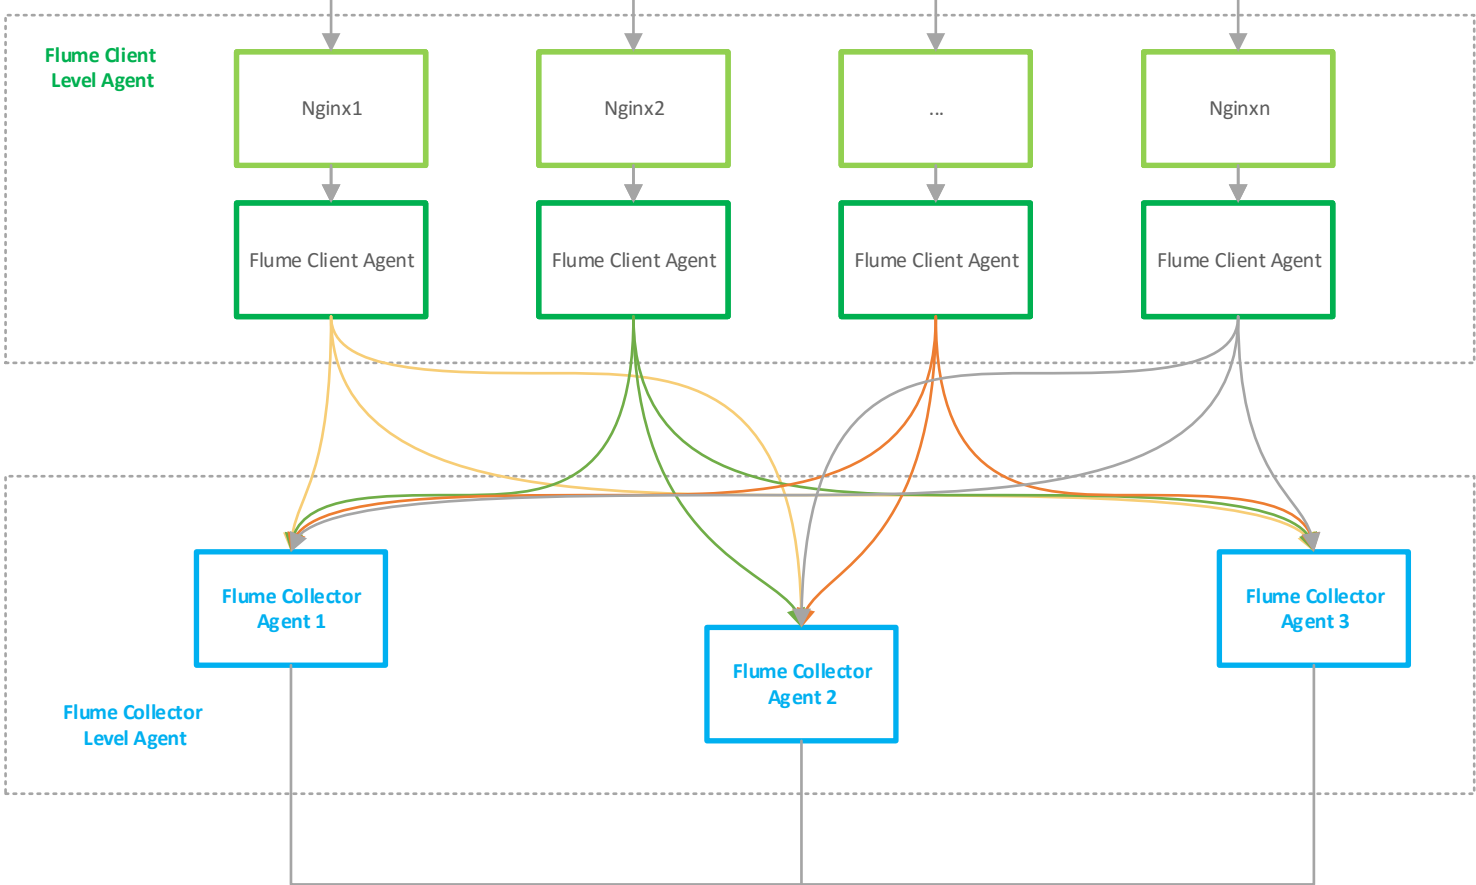 Flume Client
Level Agent
Nginx1
Nginx2
...
Nginxn
Flume Client Agent
Flume Client Agent
Flume Client Agent
Flume Client Agent
Flume Collector
Agent 1
Flume Collector
Agent 2
Flume Collector
Agent 3
Flume Collector
Level Agent